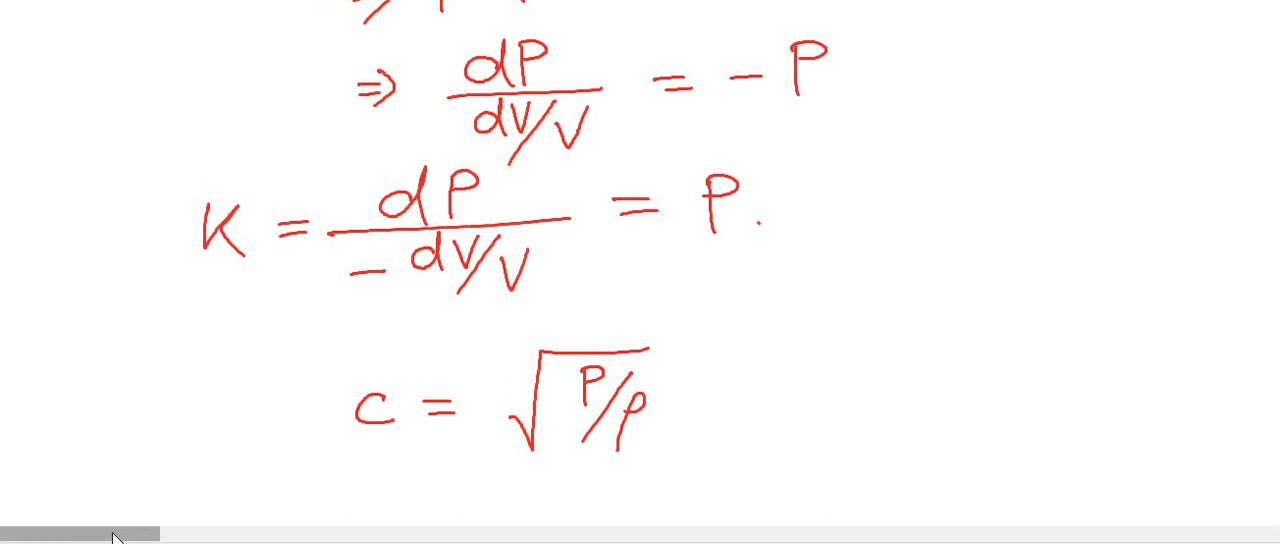 ⇒ dP / dV/V = - P
K = dP / - dV/V = P.
c = √P/ρ